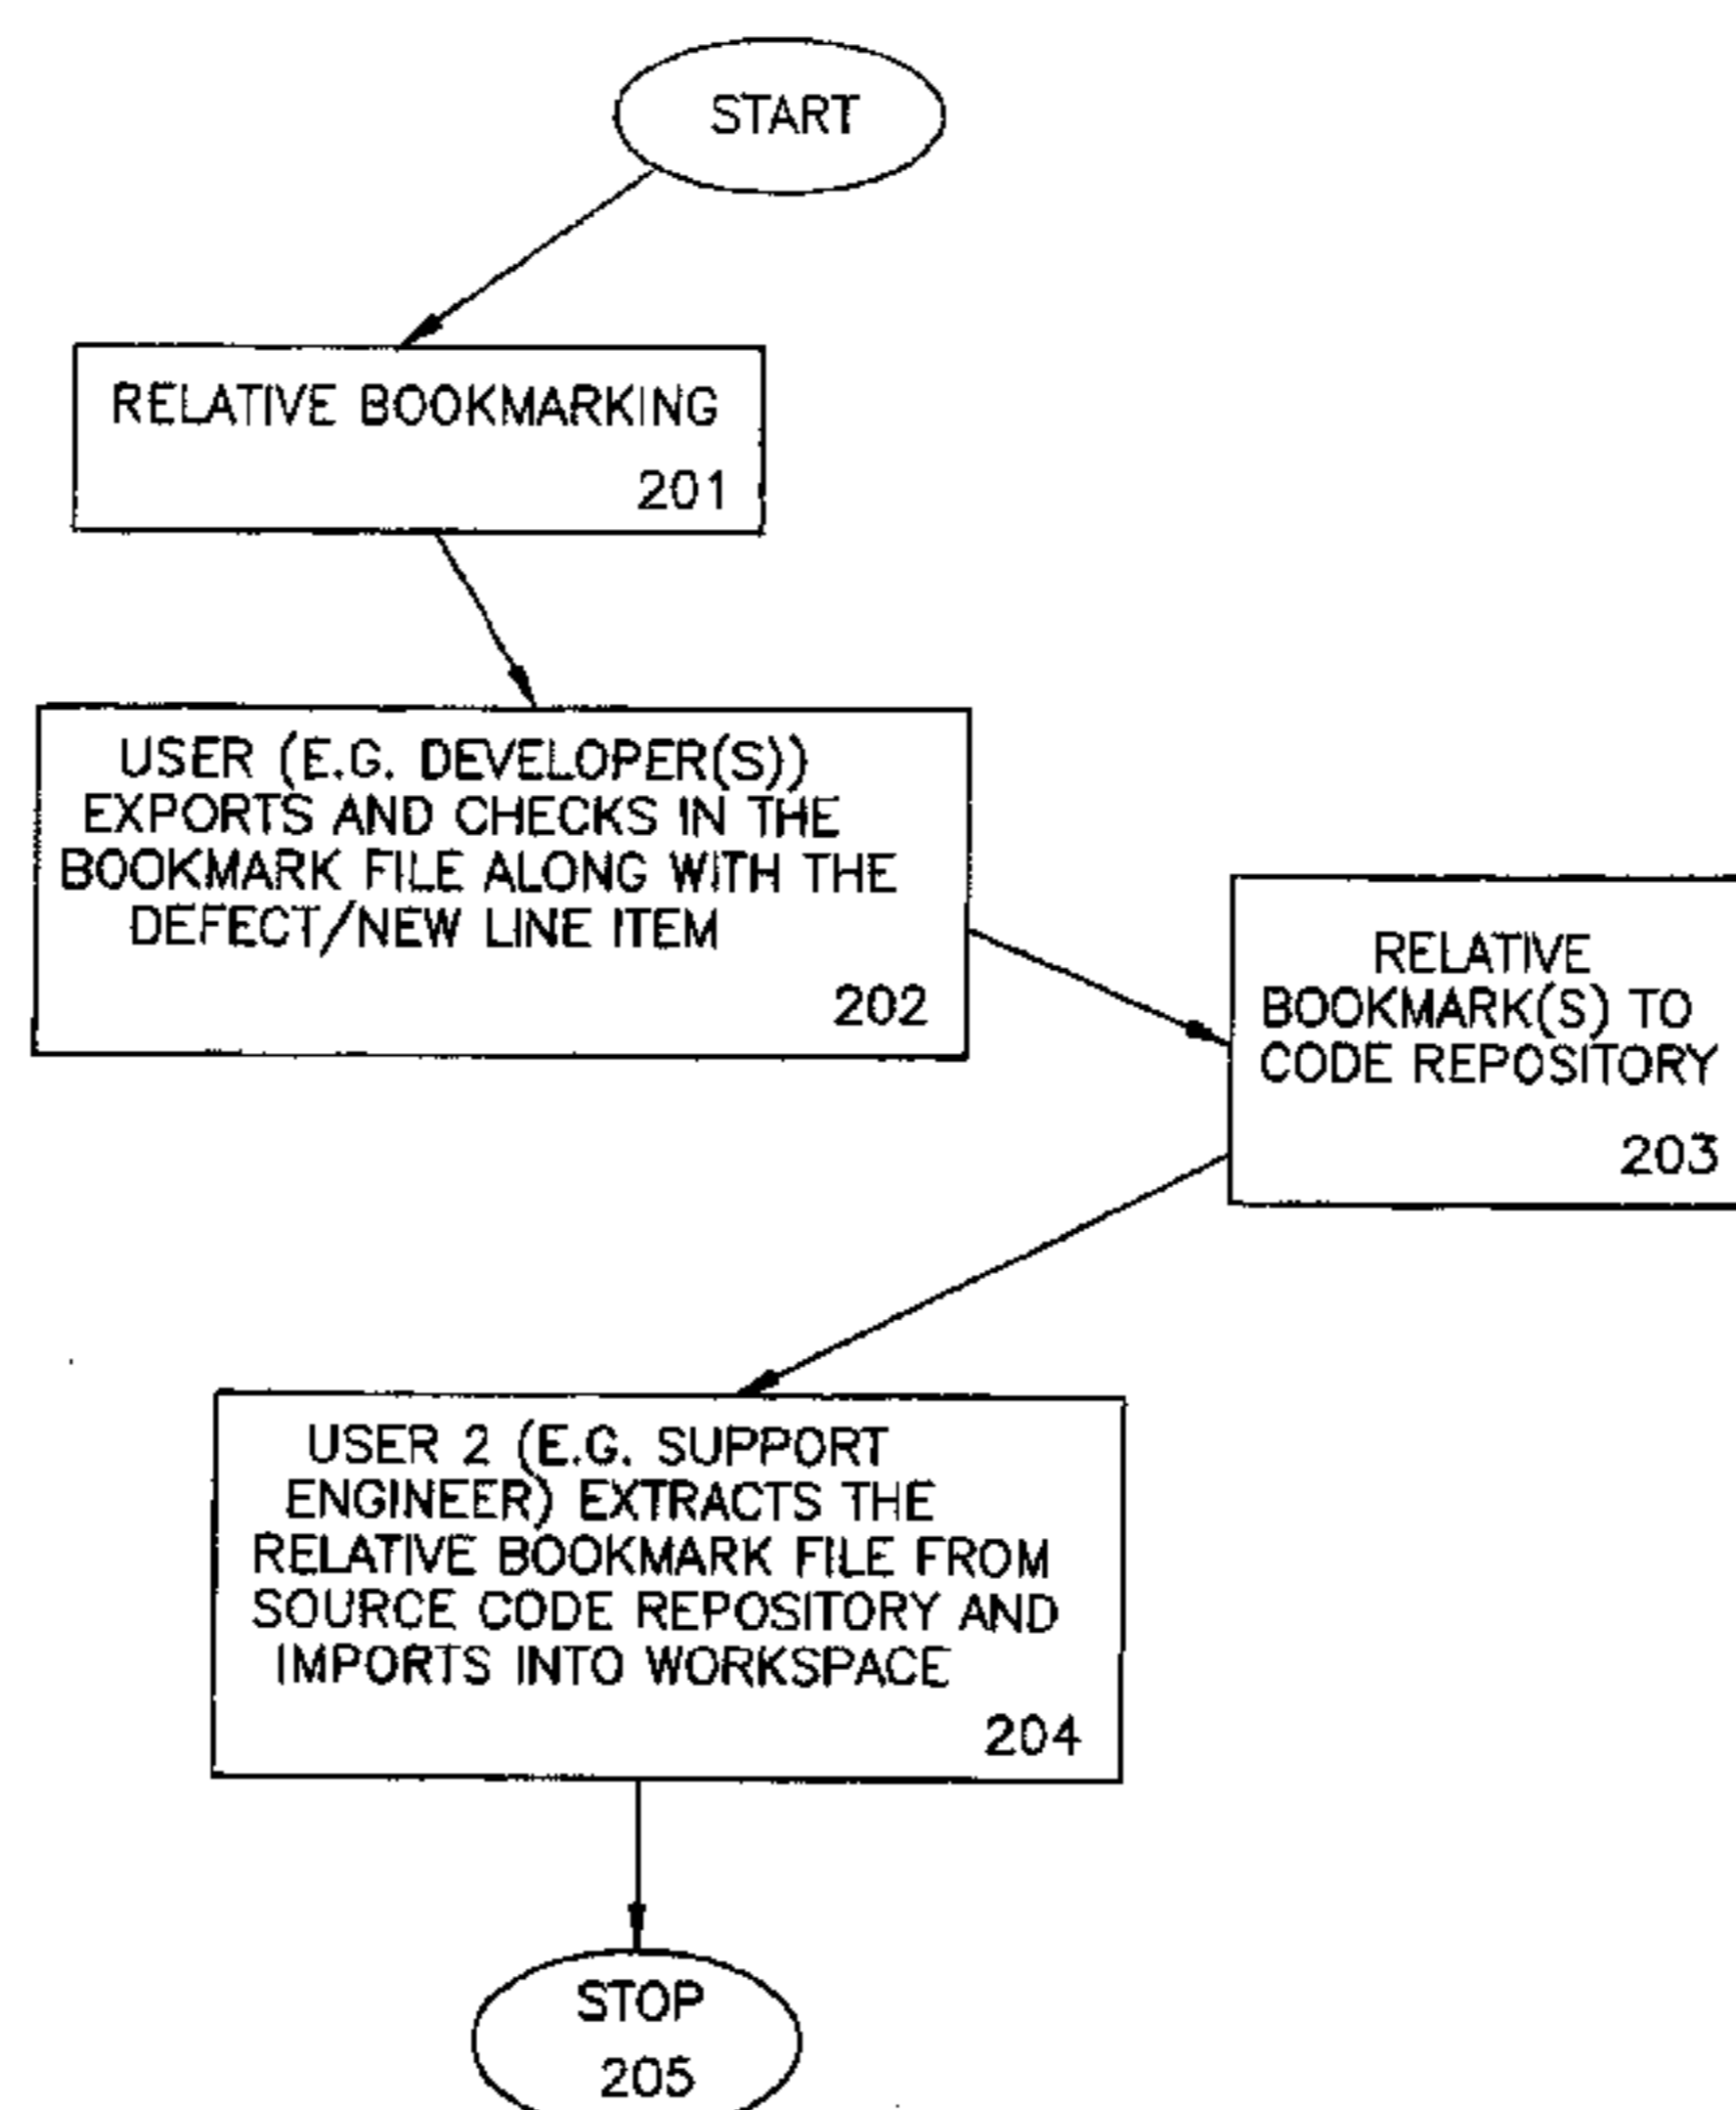 START
RELATIVE BOOKMARKING
201
USER (E.G. DEVELOPER(S))
EXPORTS AND CHECKS IN THE
BOOKMARK FILE ALONG WITH THE
DEFECT/NEW LINE ITEM
202
RELATIVE
BOOKMARK(S) TO
CODE REPOSITORY
203
USER 2 (E.G. SUPPORT
ENGINEER) EXTRACTS THE
RELATIVE BOOKMARK FILE FROM
SOURCE CODE REPOSITORY AND
IMPORTS INTO WORKSPACE
204
STOP
205